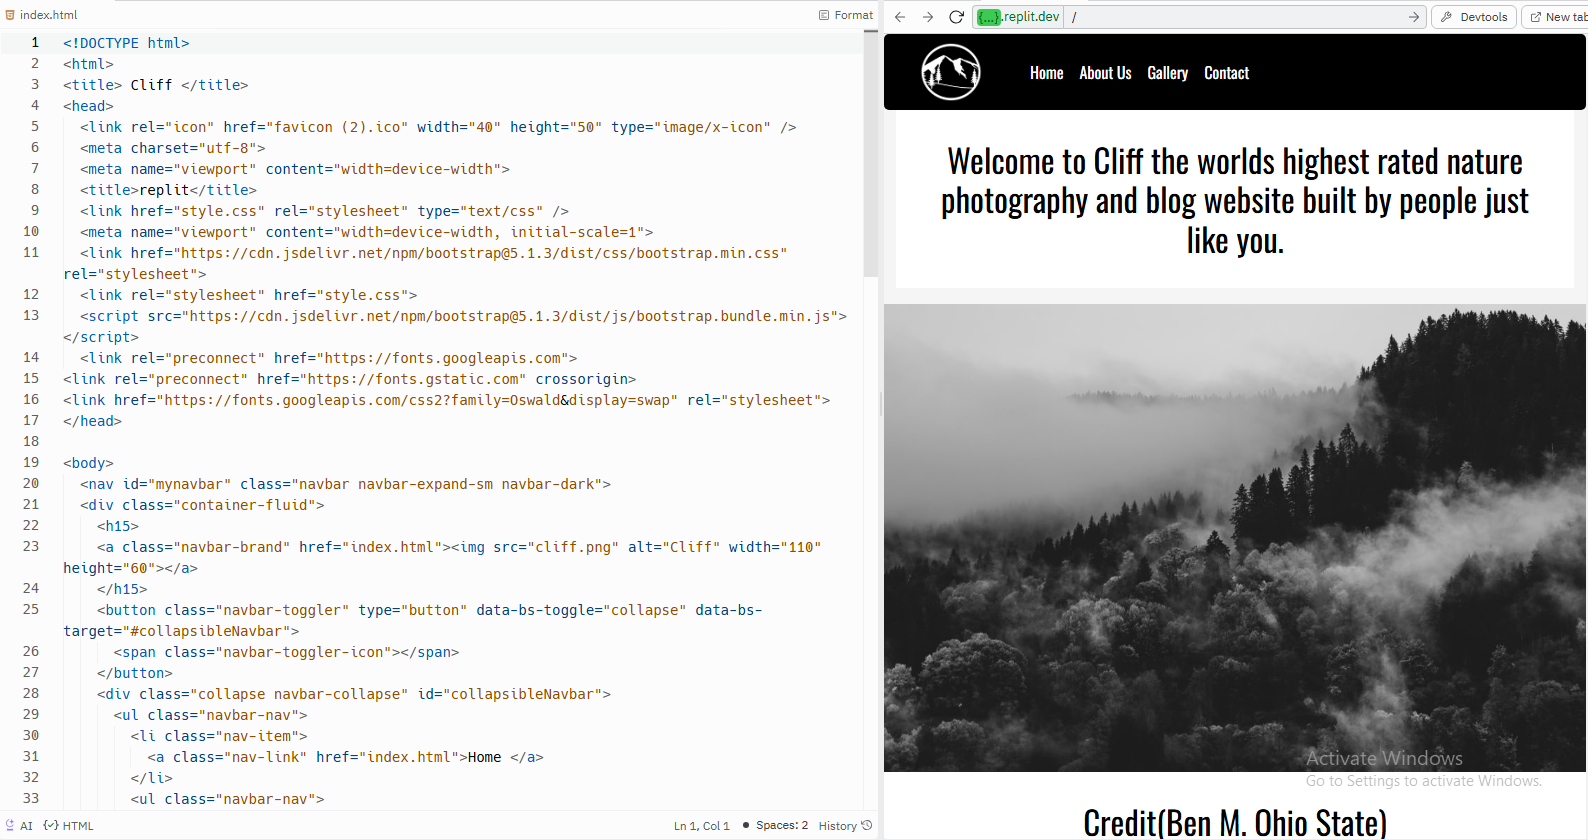 index.html
Format
1 <!DOCTYPE html>
2 <html>
3 <title> Cliff </title>
4 <head>
5 <link rel="icon" href="favicon (2).ico" width="40" height="50" type="image/x-icon" />
6 <meta charset="utf-8">
7 <meta name="viewport" content="width=device-width">
8 <title>replit</title>
9 <link href="style.css" rel="stylesheet" type="text/css" />
10 <meta name="viewport" content="width=device-width, initial-scale=1">
11 <link href="https://cdn.jsdelivr.net/npm/bootstrap@5.1.3/dist/css/bootstrap.min.css"
rel="stylesheet">
12 <link rel="stylesheet" href="style.css">
13 <script src="https://cdn.jsdelivr.net/npm/bootstrap@5.1.3/dist/js/bootstrap.bundle.min.js">
</script>
14 <link rel="preconnect" href="https://fonts.googleapis.com">
15 <link rel="preconnect" href="https://fonts.gstatic.com" crossorigin>
16 <link href="https://fonts.googleapis.com/css2?family=Oswald&display=swap" rel="stylesheet">
17 </head>
18
19 <body>
20 <nav id="mynavbar" class="navbar navbar-expand-sm navbar-dark">
21 <div class="container-fluid">
22 <h15>
23 <a class="navbar-brand" href="index.html"><img src="cliff.png" alt="Cliff" width="110"
height="60"></a>
24 </h15>
25 <button class="navbar-toggler" type="button" data-bs-toggle="collapse" data-bs-
target="#collapsibleNavbar">
26 <span class="navbar-toggler-icon"></span>
27 </button>
28 <div class="collapse navbar-collapse" id="collapsibleNavbar">
29 <ul class="navbar-nav">
30 <li class="nav-item">
31 <a class="nav-link" href="index.html">Home </a>
32 </li>
33 <ul class="navbar-nav">
AI {✓} HTML
Ln 1, Col 1 • Spaces: 2 History
{...}.replit.dev /
Devtools
New tab
Home About Us Gallery Contact
Welcome to Cliff the worlds highest rated nature
photography and blog website built by people just
like you.
Activate Windows
Go to Settings to activate Windows.
Credit(Ben M. Ohio State)